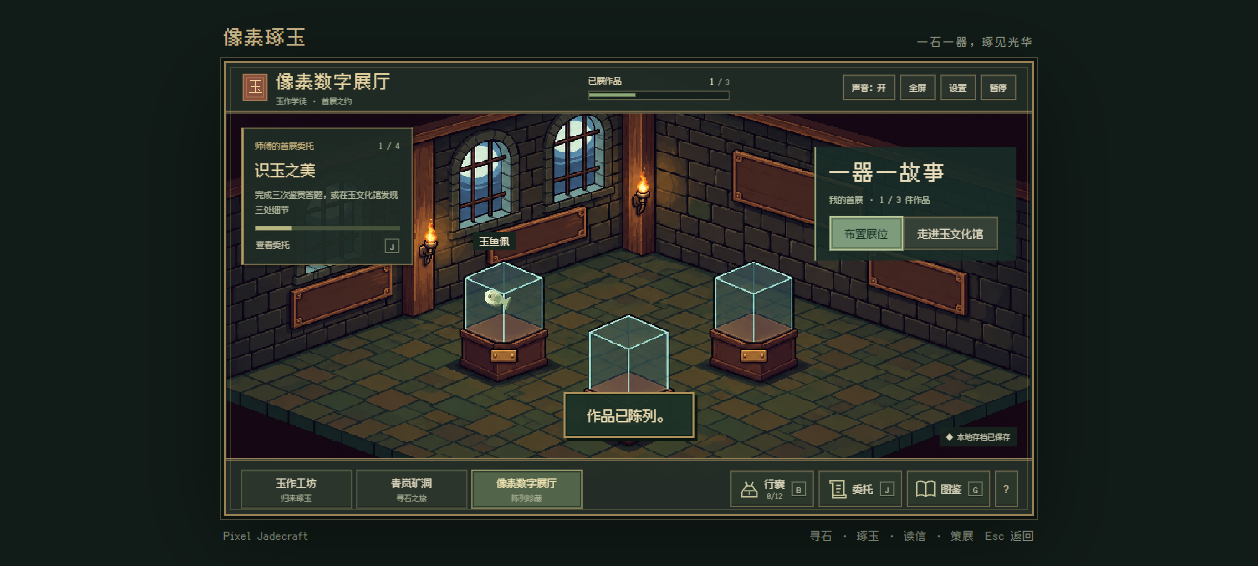 像素琢玉
一石一器，琢见光华
玉
像素数字展厅
玉作学徒 · 首展之约
已展作品 1 / 3
声音：开
全屏
设置
暂停
师傅的首展委托 1 / 4
识玉之美
完成三次鉴赏答题，或在玉文化馆发现
三处细节
查看委托 J
一器一故事
我的首展 · 1 / 3 件作品
布置展位
走进玉文化馆
玉鱼佩
作品已陈列。
◆ 本地存档已保存
玉作工坊
归来琢玉
青岚矿洞
寻石之旅
像素数字展厅
陈列珍藏
行囊 B
0/12
委托 J
图鉴 G
?
Pixel Jadecraft
寻石 · 琢玉 · 读信 · 策展 Esc 返回